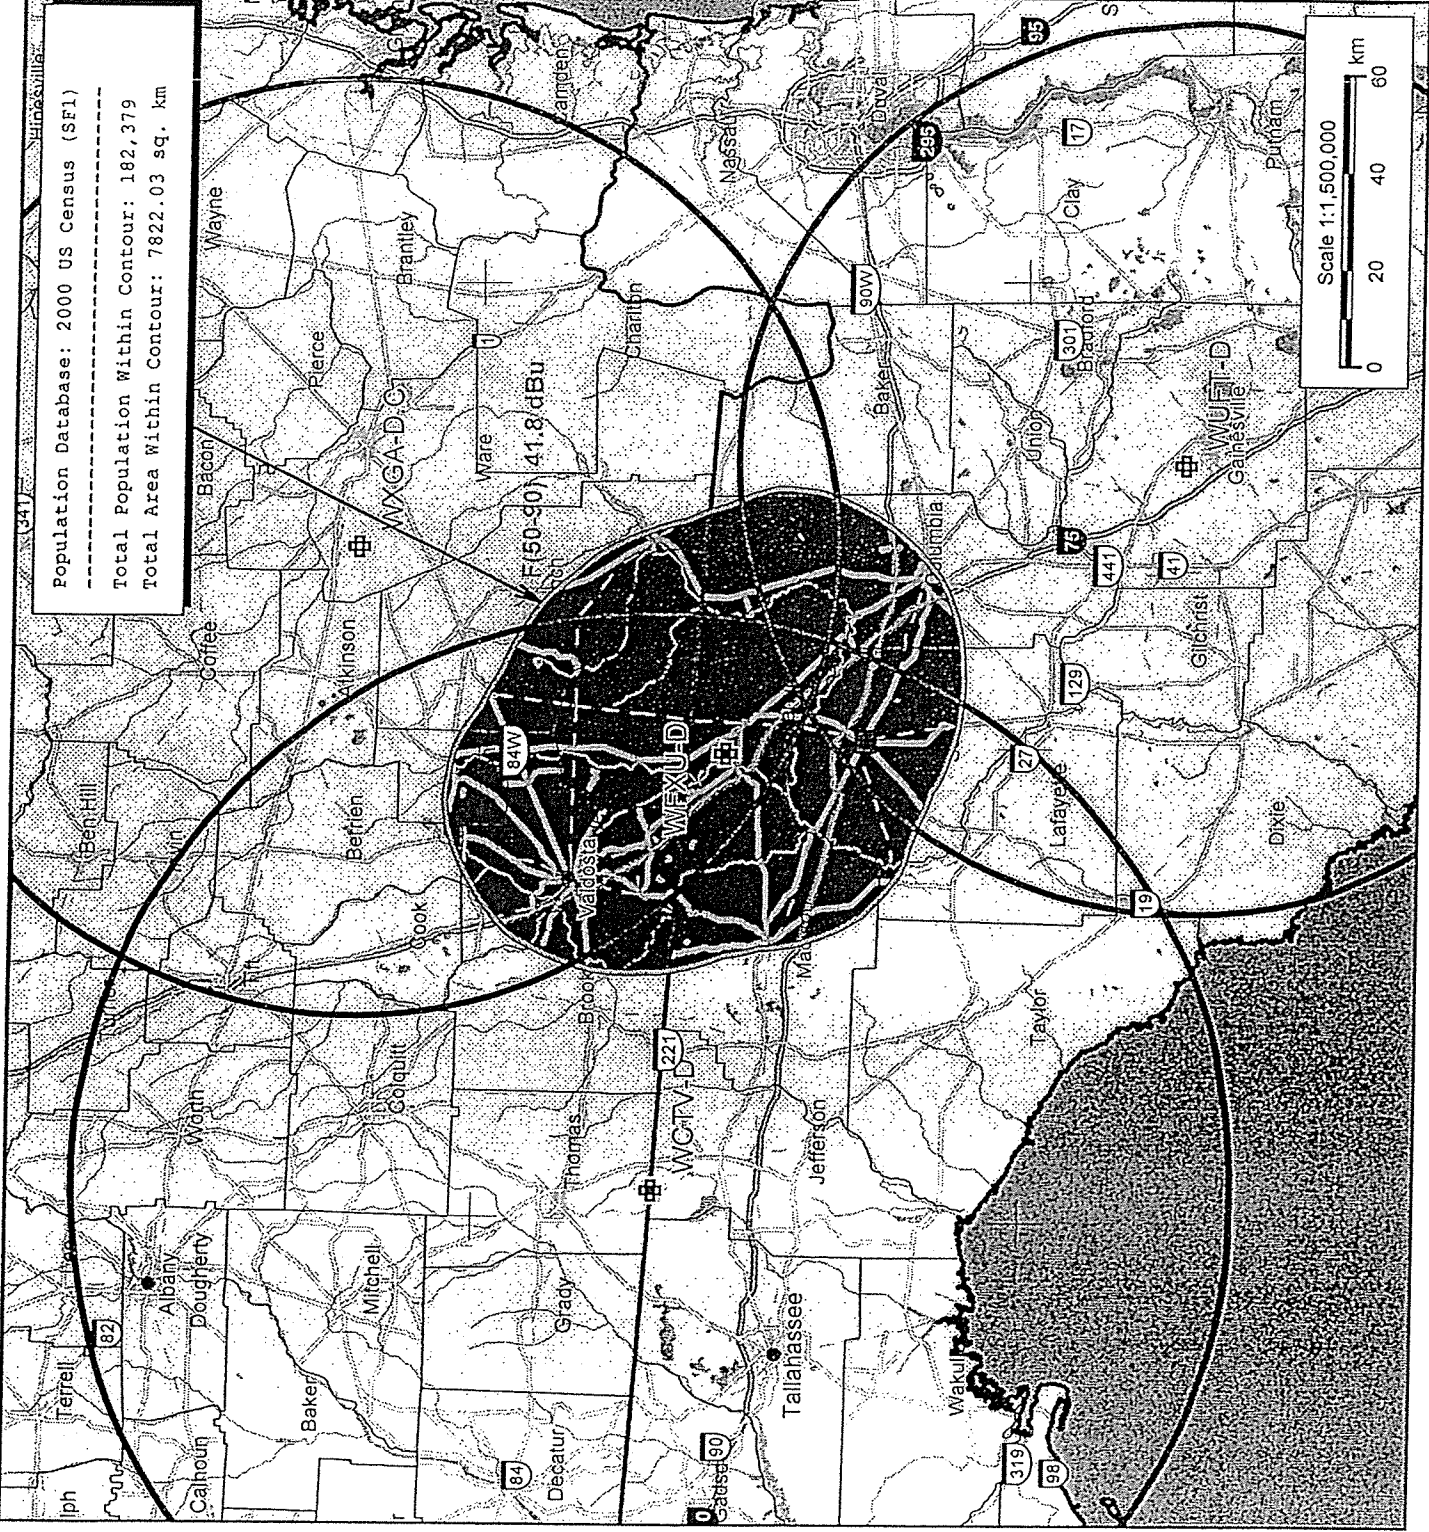 Population Database: 2000 US Census (SF1)
Total Population Within Contour: 182,379
Total Area Within Contour: 7822.03 sq. km
Hinesville
341
Wayne
Bacon
Pierce
Brantley
Camden
Coffee
Atkinson
WXGA-D.C
Ware
1
F(50-90) 41.8 dBu
Charlton
Nassau
Duval
95
295
Ben Hill
Berrien
Cook
84W
WFXU-D
Valdosta
90W
Baker
Columbia
17
Clay
Putnam
301
Bradford
Union
WUFT-D
Gainesville
75
441
41
Gilchrist
129
27
Lafayette
Dixie
19
Worth
Colquitt
221
WCTV-D
Thomas
Jefferson
Taylor
82
Albany
Dougherty
Terrell
Mitchell
Grady
Baker
Calhoun
84
Decatur
90
Tallahassee
319
98
Scale 1:1,500,000
0 20 40 60 km